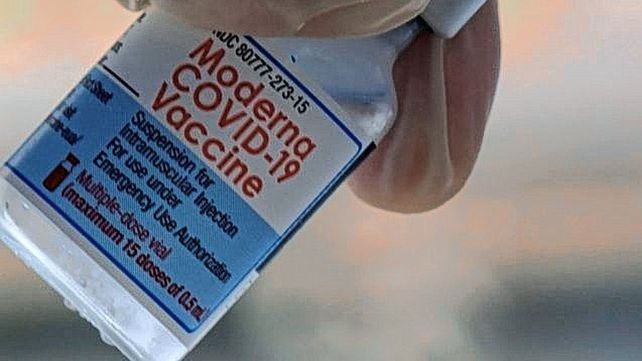 NDC 80777-273-15
Moderna
COVID-19
Vaccine
Suspension for
Intramuscular Injection
For use under
Emergency Use Authorization
Multiple-dose vial
(maximum 15 doses of 0.5 mL